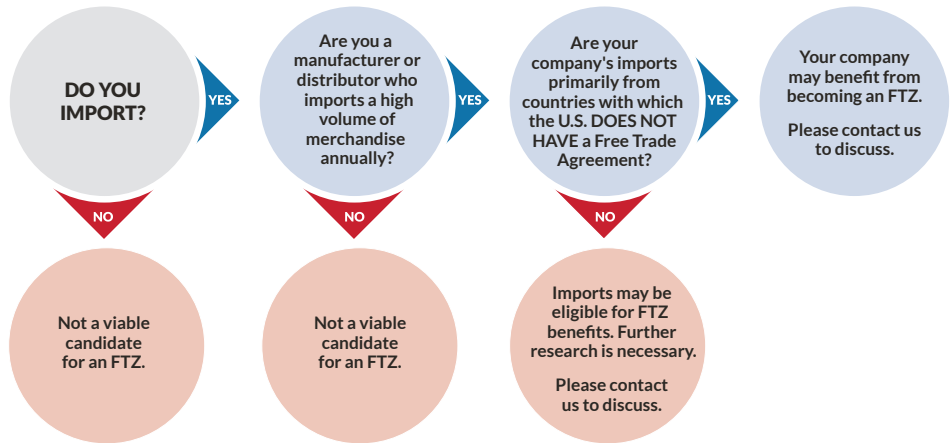 DO YOU
IMPORT?
YES
Are you a
manufacturer or
distributor who
imports a high
volume of
merchandise
annually?
YES
Are your
company's imports
primarily from
countries with which
the U.S. DOES NOT
HAVE a Free Trade
Agreement?
YES
Your company
may benefit from
becoming an FTZ.
Please contact us
to discuss.
NO
NO
NO
Not a viable
candidate
for an FTZ.
Not a viable
candidate
for an FTZ.
Imports may be
eligible for FTZ
benefits. Further
research is necessary.
Please contact
us to discuss.